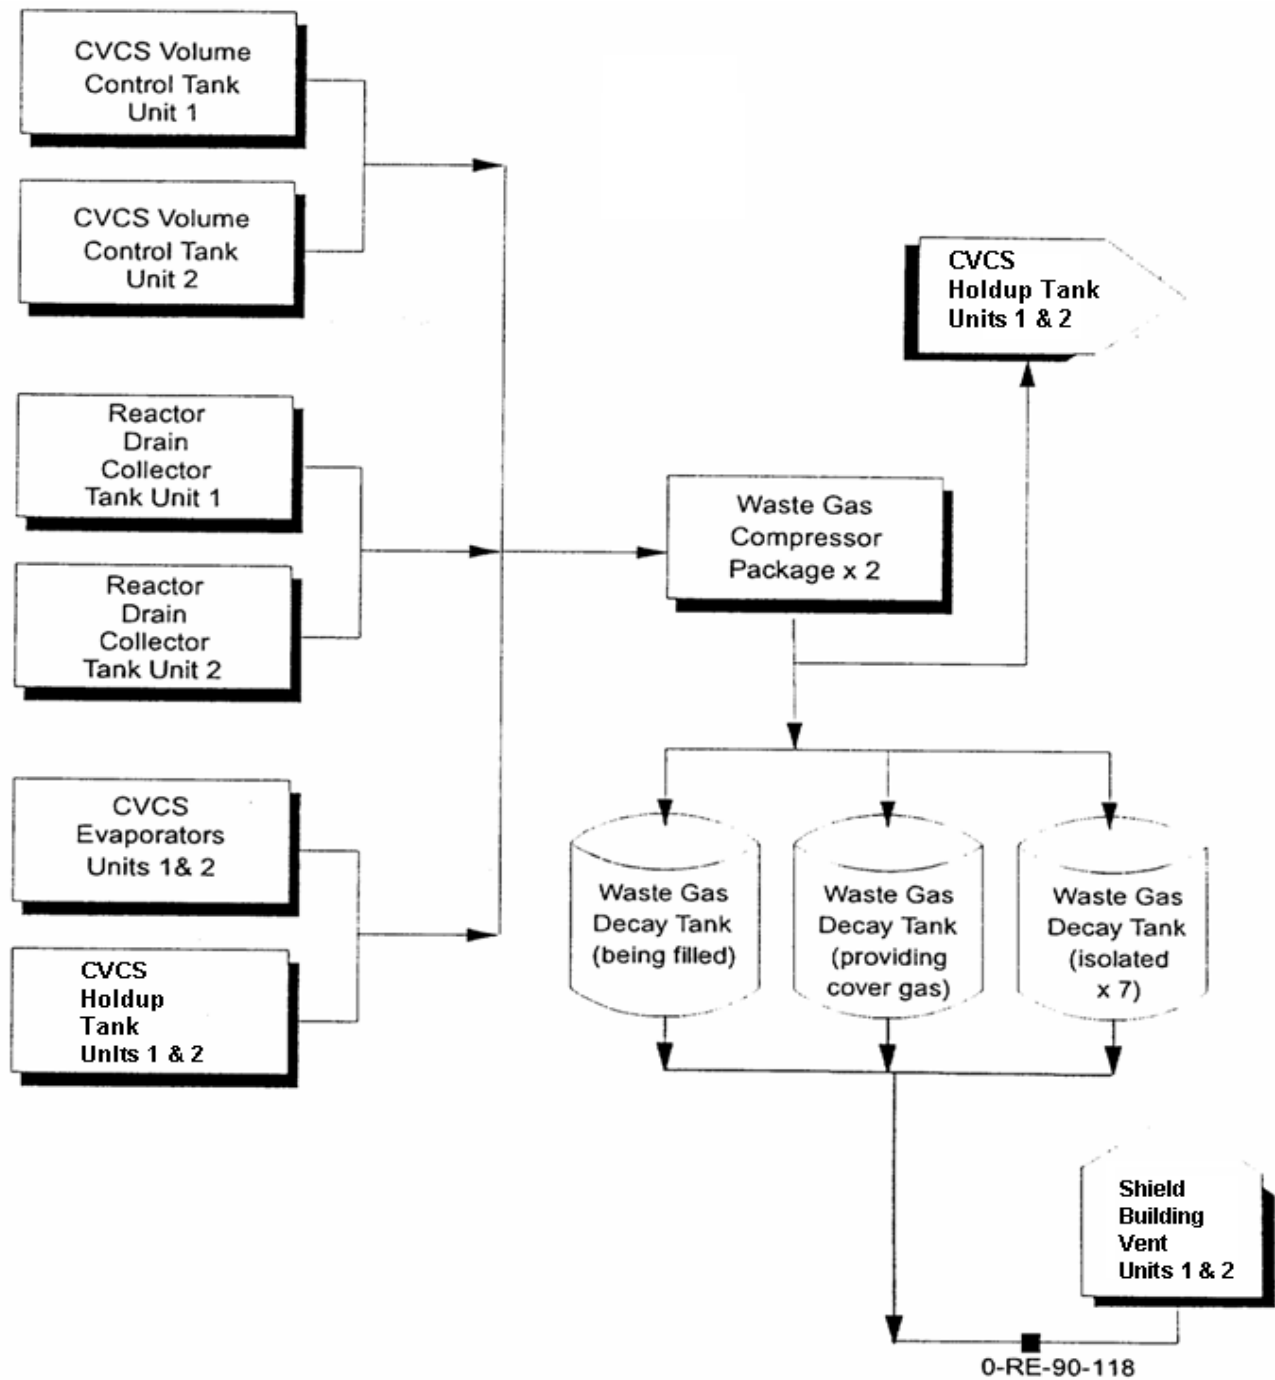 CVCS Volume
Control Tank
Unit 1
CVCS Volume
Control Tank
Unit 2
CVCS
Holdup Tank
Units 1 & 2
Reactor
Drain
Collector
Tank Unit 1
Waste Gas
Compressor
Package x 2
Reactor
Drain
Collector
Tank Unit 2
CVCS
Evaporators
Units 1& 2
CVCS
Holdup
Tank
Units 1 & 2
Waste Gas
Decay Tank
(being filled)
Waste Gas
Decay Tank
(providing
cover gas)
Waste Gas
Decay Tank
(isolated
x 7)
Shield
Building
Vent
Units 1 & 2
0-RE-90-118